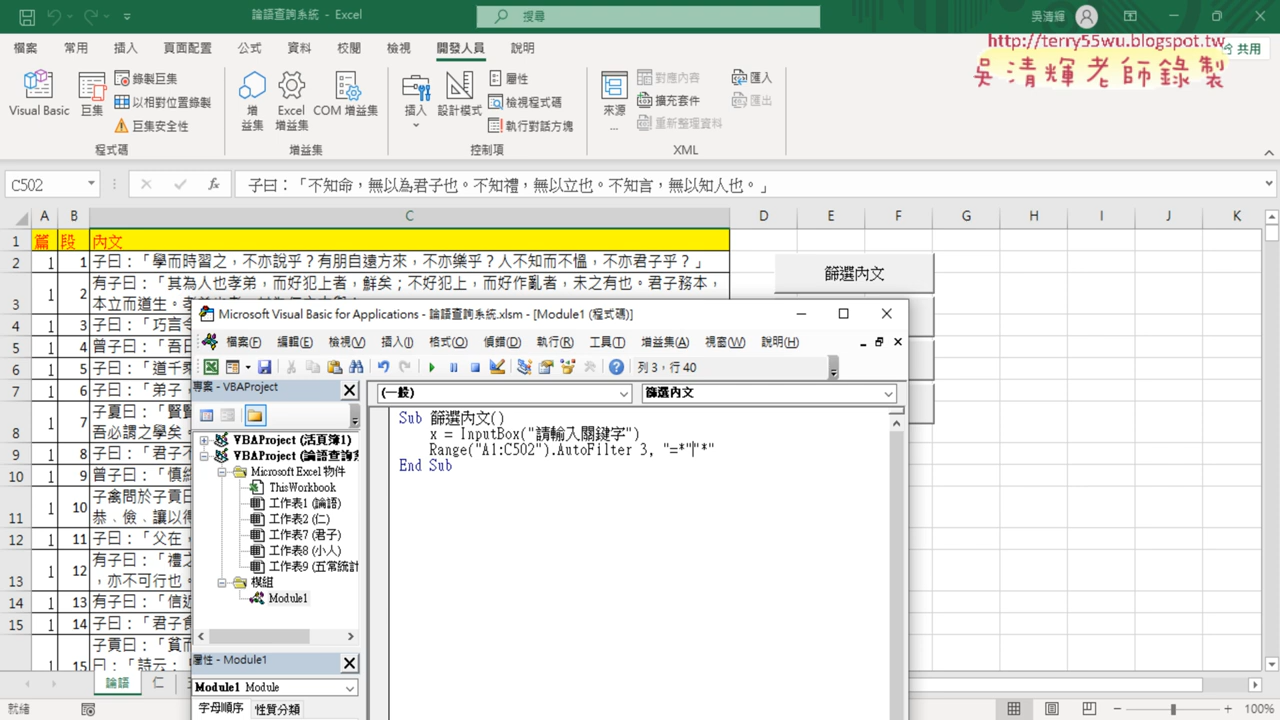 論語查詢系統 - Excel
搜尋
吳清輝
http://terry55wu.blogspot.tw
吳清輝老師錄製
共用
檔案 常用 插入 頁面配置 公式 資料 校閱 檢視 開發人員 說明
Visual Basic 巨集 錄製巨集 以相對位置錄製 巨集安全性
程式碼
增益集 Excel 增益集 COM 增益集
增益集
插入 設計模式 屬性 檢視程式碼 執行對話方塊
控制項
來源 ... 對應內容 擴充套件 重新整理資料 匯入 匯出
XML
C502 fx 子曰：「不知命，無以為君子也。不知禮，無以立也。不知言，無以知人也。」
A B C D E F G H I J K
1 篇 段 內文
2 1 1 子曰：「學而時習之，不亦說乎？有朋自遠方來，不亦樂乎？人不知而不慍，不亦君子乎？」
篩選內文
3 1 2 有子曰：「其為人也孝弟，而好犯上者，鮮矣；不好犯上，而好作亂者，未之有也。君子務本，
4 1 3 子曰：「巧言令
5 1 4 曾子曰：「吾日
6 1 5 子曰：「道千乘
7 1 6 子曰：「弟子，
8 1 7 子夏曰：「賢賢
吾必謂之學矣。
9 1 8 子曰：「君子不
10 1 9 曾子曰：「慎終
11 1 10 子禽問於子貢曰
恭、儉、讓以得
12 1 11 子曰：「父在，
13 1 12 有子曰：「禮之
，亦不可行也。
14 1 13 有子曰：「信近
15 1 14 子曰：「君子食
1 15 子貢曰：「貧而
曰：「詩云：「
論語 仁
就緒
100%
Microsoft Visual Basic for Applications - 論語查詢系統.xlsm - [Module1 (程式碼)]
檔案(F) 編輯(E) 檢視(V) 插入(I) 格式(O) 偵錯(D) 執行(R) 工具(T) 增益集(A) 視窗(W) 說明(H)
列 3，行 40
專案 - VBAProject
VBAProject (活頁簿1)
VBAProject (論語查詢
Microsoft Excel 物件
ThisWorkbook
工作表1 (論語)
工作表2 (仁)
工作表7 (君子)
工作表8 (小人)
工作表9 (五常統計
模組
Module1
屬性 - Module1
Module1 Module
字母順序 性質分類
(一般) 篩選內文
Sub 篩選內文()
x = InputBox("請輸入關鍵字")
Range("A1:C502").AutoFilter 3, "=*""*"
End Sub